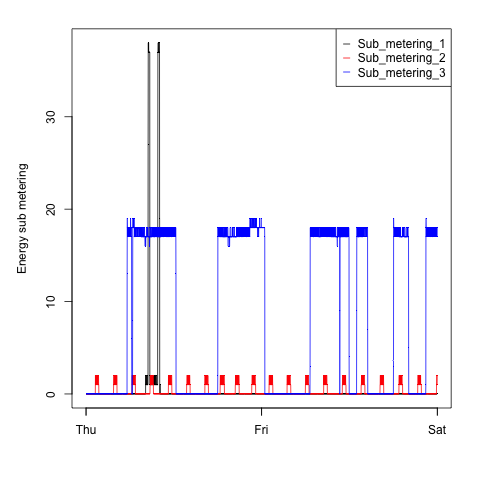 Sub_metering_1
Sub_metering_2
Sub_metering_3
Energy sub metering
30
20
10
0
Thu
Fri
Sat